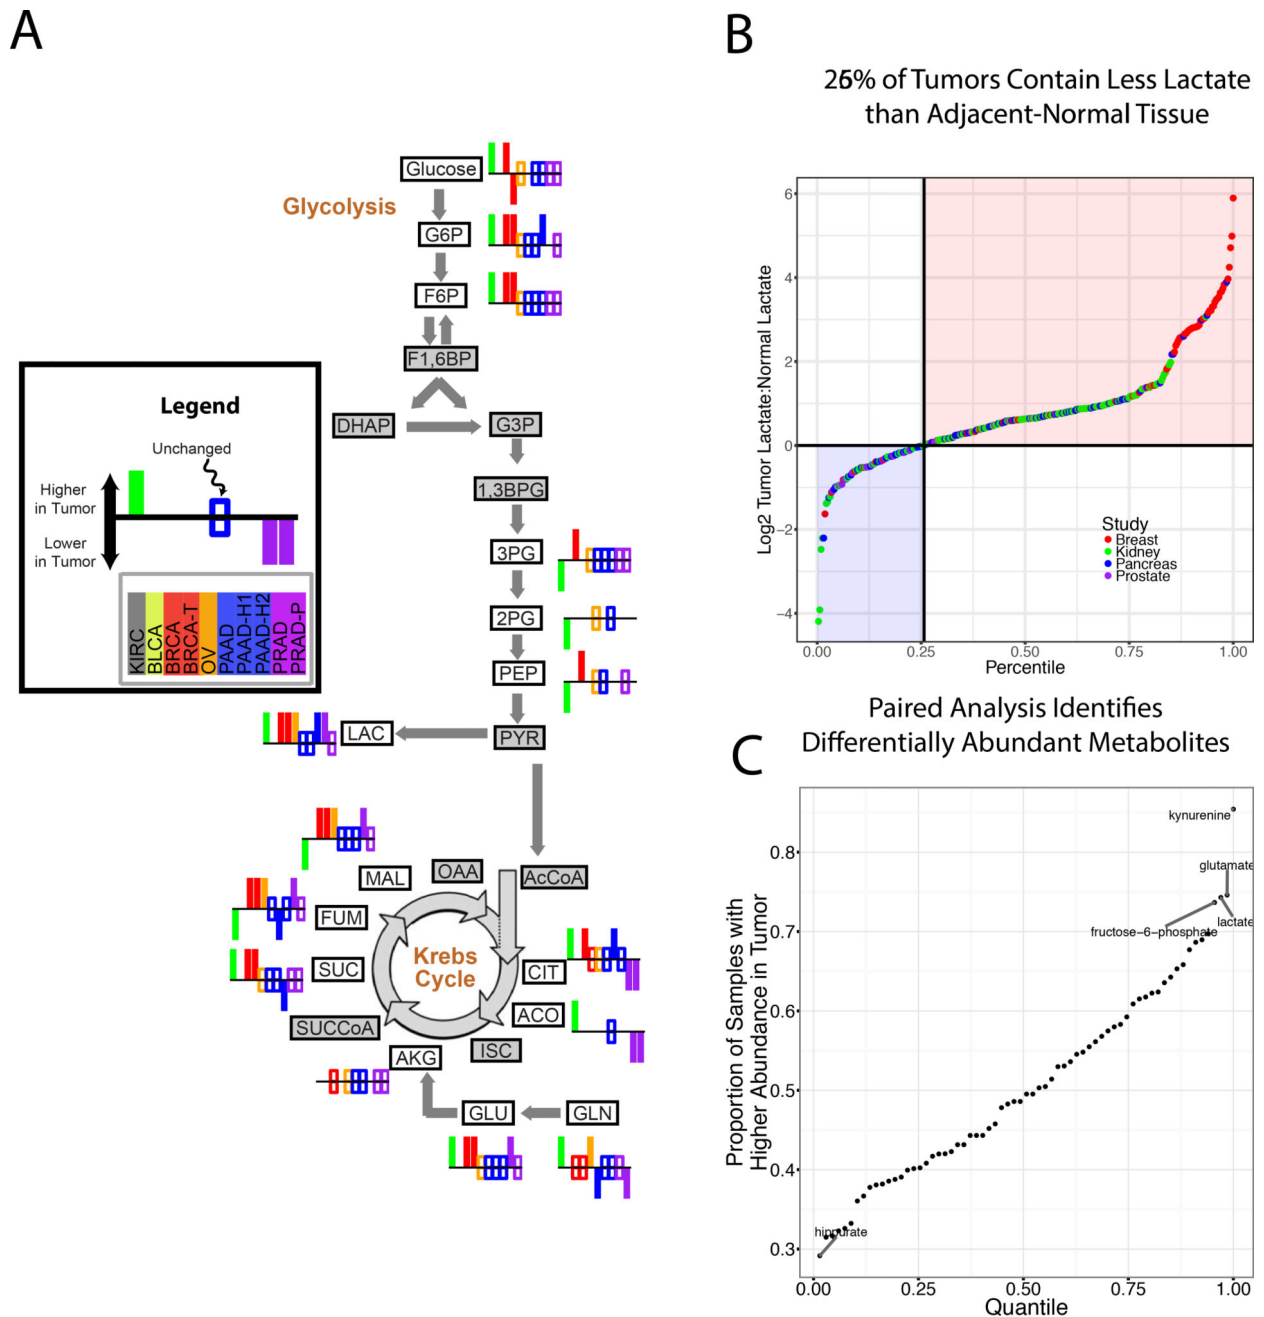 A
Glycolysis
Glucose
G6P
F6P
F1,6BP
DHAP
G3P
1,3BPG
3PG
2PG
PEP
LAC
PYR
Legend
Unchanged
Higher
in Tumor
Lower
in Tumor
KIRC
BLCA
BRCA
BRCA-T
OV
PAAD
PAAD-H1
PAAD-H2
PRAD
PRAD-P
MAL
OAA
AcCoA
FUM
Krebs
Cycle
SUC
CIT
ACO
SUCCoA
ISC
AKG
GLU
GLN
B
% of Tumors Contain Less Lactate
than Adjacent-Normal Tissue
Log2 Tumor Lactate:Normal Lactate
6
4
2
0
−2
−4
Study
Breast
Kidney
Pancreas
Prostate
0.00
0.25
0.50
0.75
1.00
Percentile
C
Paired Analysis Identifies
Differentially Abundant Metabolites
Proportion of Samples with
Higher Abundance in Tumor
0.8
0.7
0.6
0.5
0.4
0.3
kynurenine
glutamate
lactate
fructose−6−phosphate
hippurate
0.00
0.25
0.50
0.75
1.00
Quantile